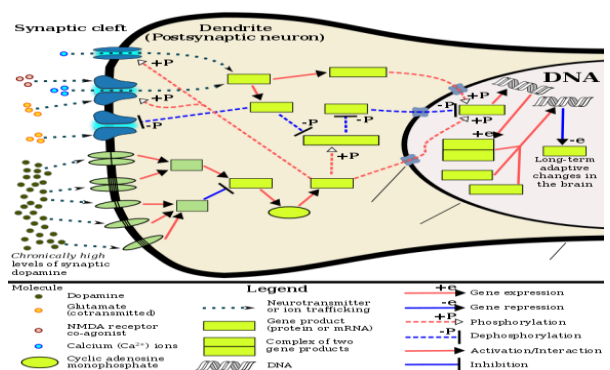 Synaptic cleft
Dendrite
(Postsynaptic neuron)
DNA
+P
+P
-P
-P
-P
+P
+P
-P
+P
+e
-e
Long-term
adaptive
changes in
the brain
Chronically high
levels of synaptic
dopamine
Molecule
Dopamine
Glutamate
(cotransmitted)
NMDA receptor
co-agonist
Calcium (Ca²⁺) ions
Cyclic adenosine
monophosphate
Legend
Neurotransmitter
or ion trafficking
Gene product
(protein or mRNA)
Complex of two
gene products
DNA
+e Gene expression
-e Gene repression
+P Phosphorylation
-P Dephosphorylation
Activation/Interaction
Inhibition